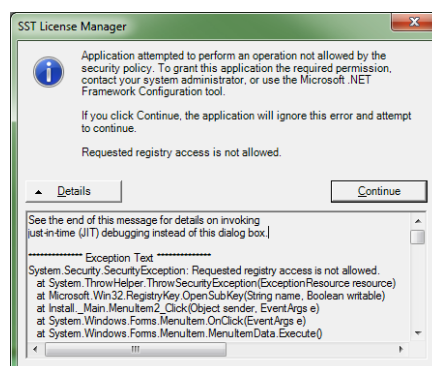 SST License Manager
Application attempted to perform an operation not allowed by the
security policy. To grant this application the required permission,
contact your system administrator, or use the Microsoft .NET
Framework Configuration tool.
If you click Continue, the application will ignore this error and attempt
to continue.
Requested registry access is not allowed.
Details
Continue
See the end of this message for details on invoking
just-in-time (JIT) debugging instead of this dialog box.
************** Exception Text **************
System.Security.SecurityException: Requested registry access is not allowed.
at System.ThrowHelper.ThrowSecurityException(ExceptionResource resource)
at Microsoft.Win32.RegistryKey.OpenSubKey(String name, Boolean writable)
at Install._Main.MenuItem2_Click(Object sender, EventArgs e)
at System.Windows.Forms.MenuItem.OnClick(EventArgs e)
at System.Windows.Forms.MenuItem.MenuItemData.Execute()